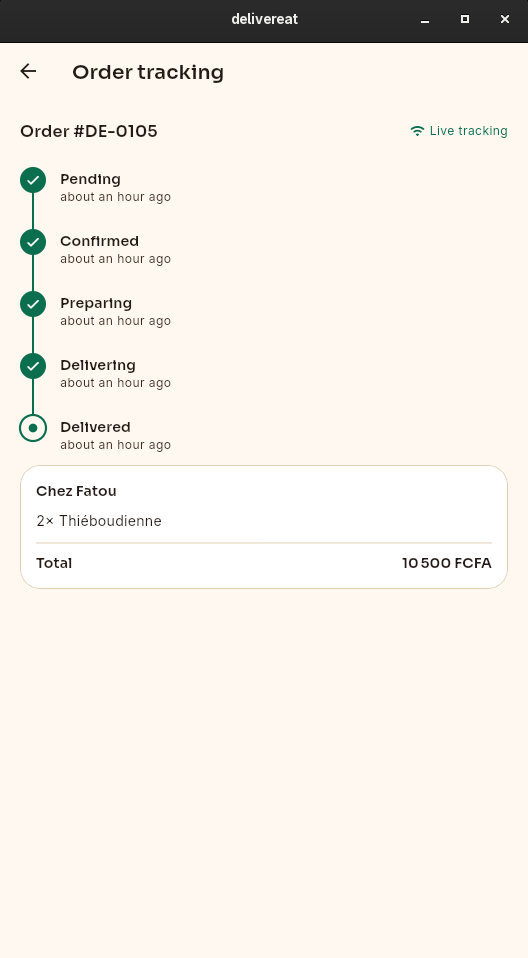 delivereat
Order tracking
Order #DE-0105
Live tracking
Pending
about an hour ago
Confirmed
about an hour ago
Preparing
about an hour ago
Delivering
about an hour ago
Delivered
about an hour ago
Chez Fatou
2× Thiéboudienne
Total 10 500 FCFA